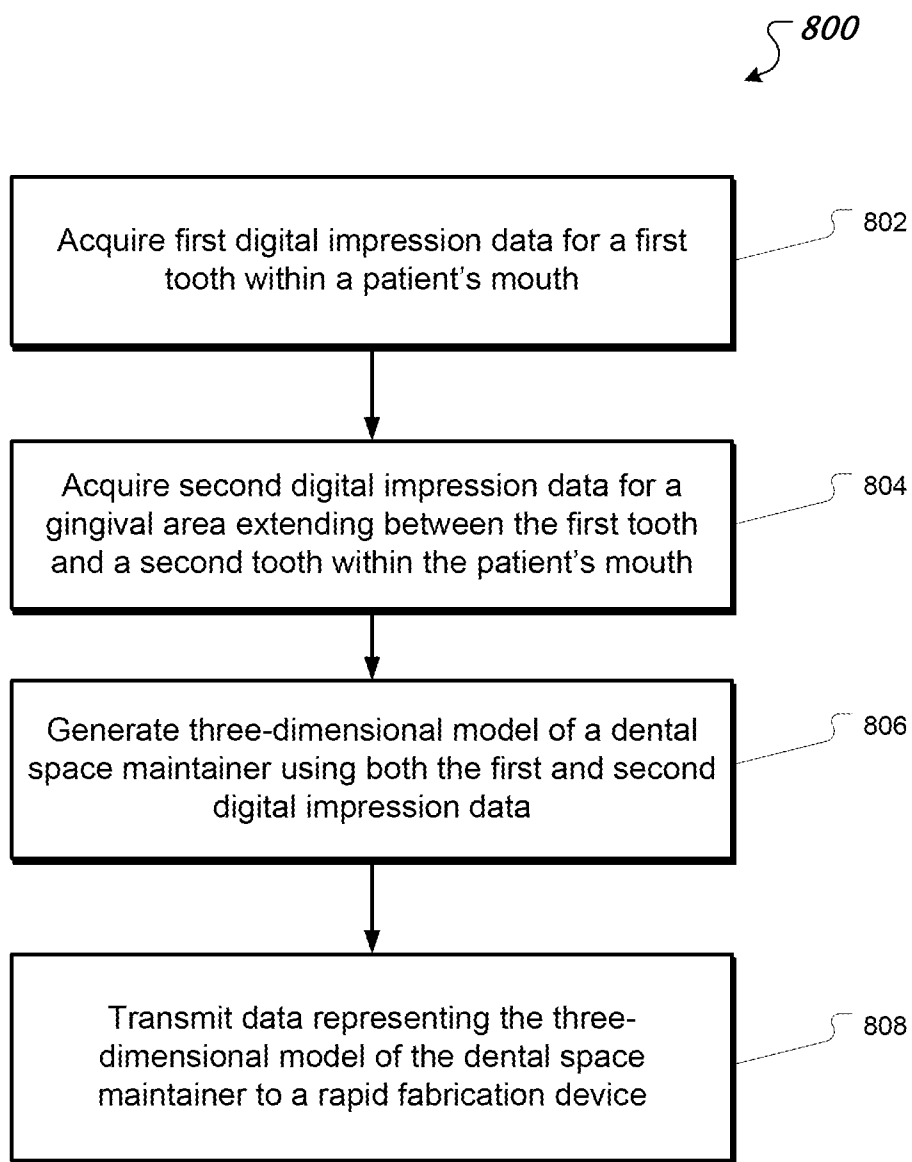 800
Acquire first digital impression data for a first
tooth within a patient's mouth
802
Acquire second digital impression data for a
gingival area extending between the first tooth
and a second tooth within the patient's mouth
804
Generate three-dimensional model of a dental
space maintainer using both the first and second
digital impression data
806
Transmit data representing the three-
dimensional model of the dental space
maintainer to a rapid fabrication device
808